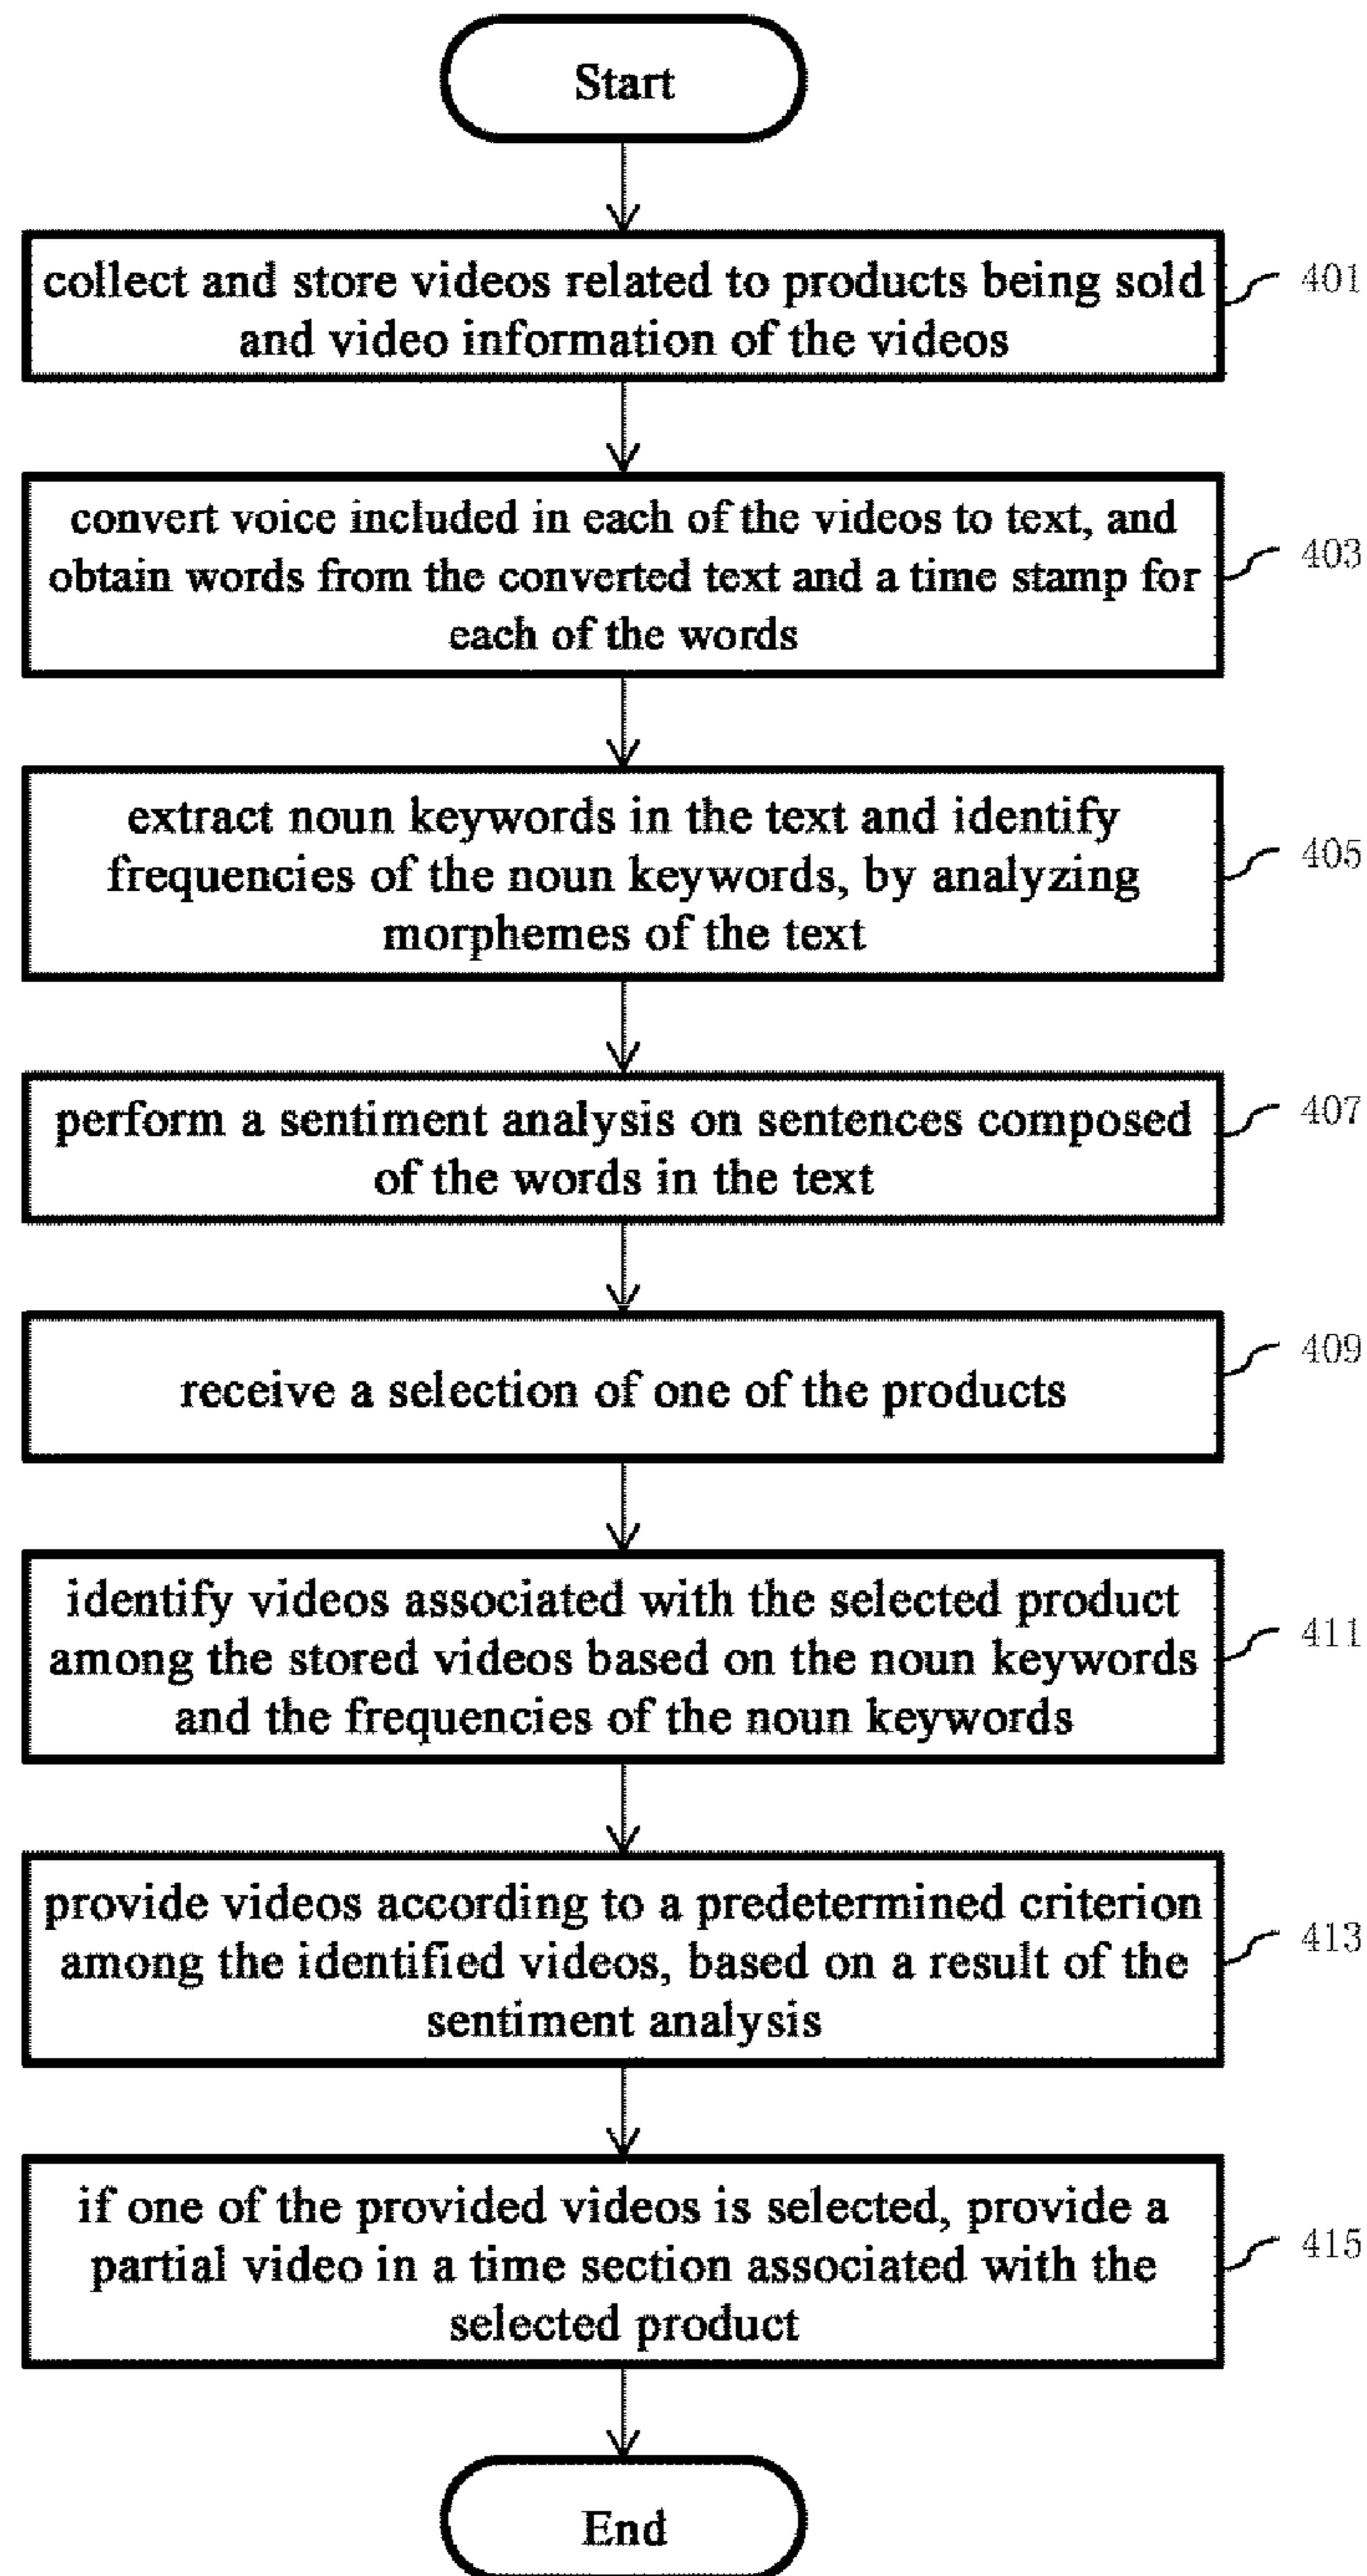 Start
collect and store videos related to products being sold
and video information of the videos
401
convert voice included in each of the videos to text, and
obtain words from the converted text and a time stamp for
each of the words
403
extract noun keywords in the text and identify
frequencies of the noun keywords, by analyzing
morphemes of the text
405
perform a sentiment analysis on sentences composed
of the words in the text
407
receive a selection of one of the products
409
identify videos associated with the selected product
among the stored videos based on the noun keywords
and the frequencies of the noun keywords
411
provide videos according to a predetermined criterion
among the identified videos, based on a result of the
sentiment analysis
413
if one of the provided videos is selected, provide a
partial video in a time section associated with the
selected product
415
End